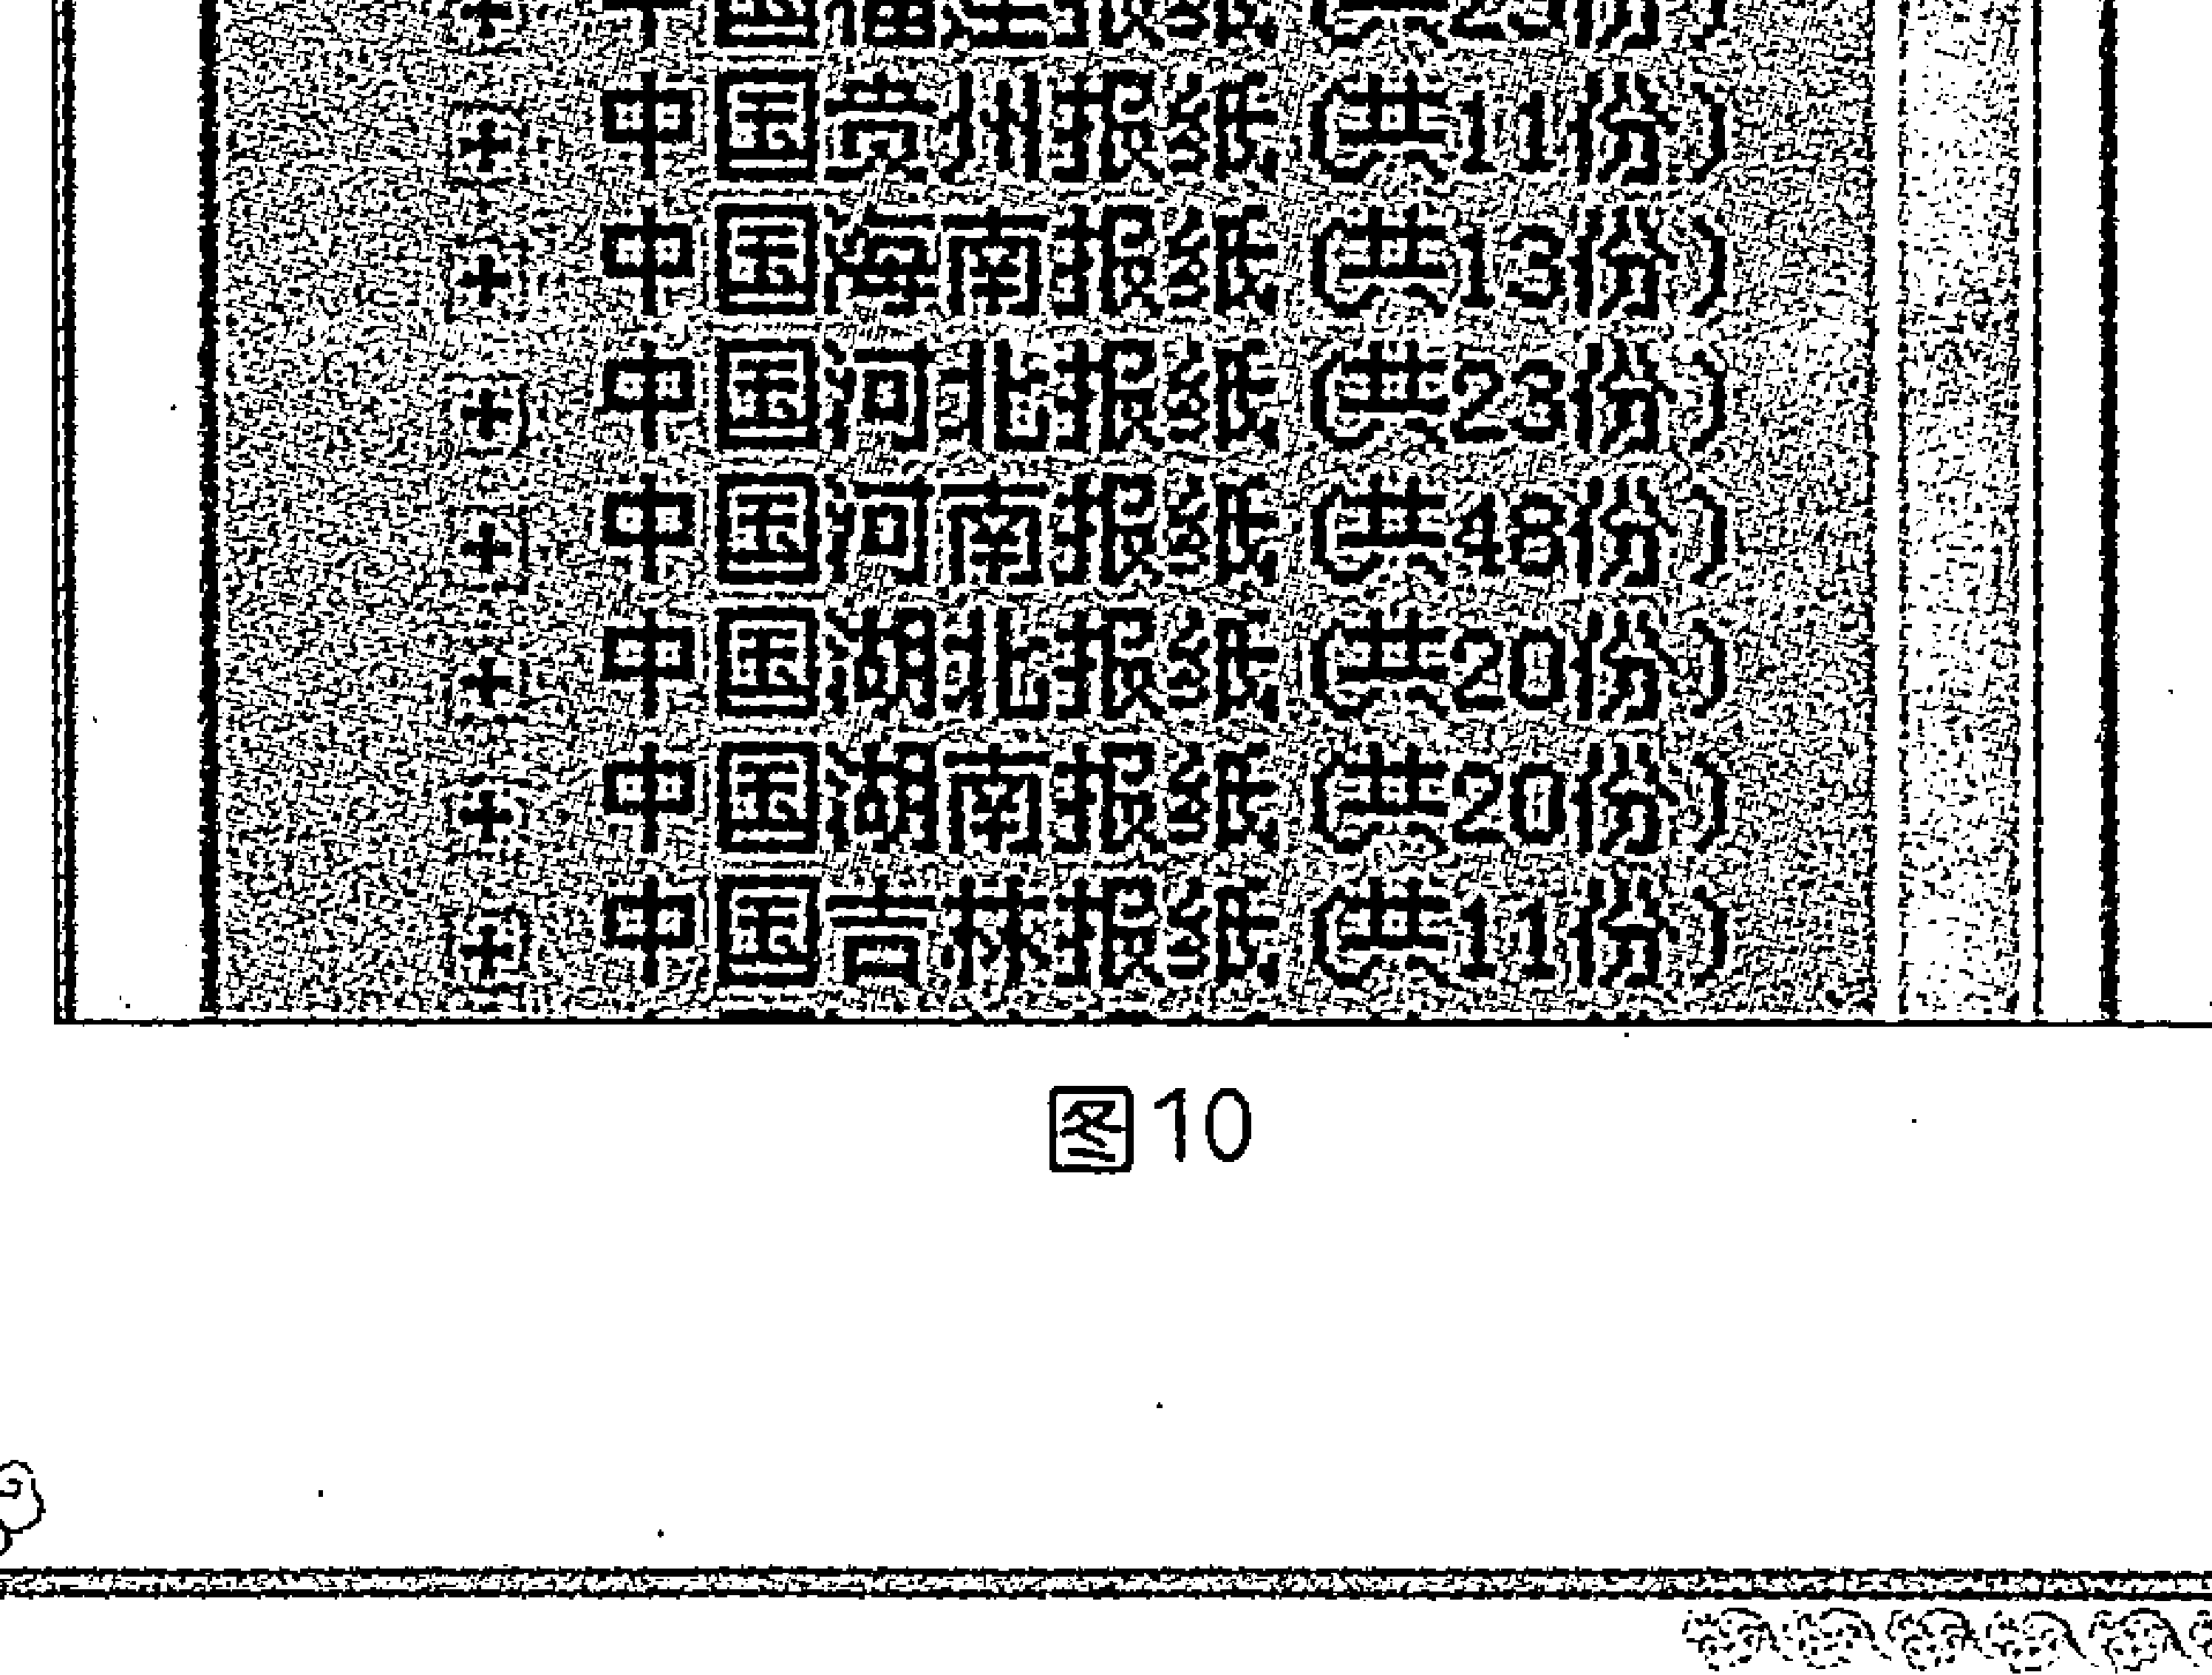 中国贵州报纸 (共11份)
中国海南报纸 (共13份)
中国河北报纸 (共23份)
中国河南报纸 (共48份)
中国湖北报纸 (共20份)
中国湖南报纸 (共20份)
中国吉林报纸 (共11份)
图10